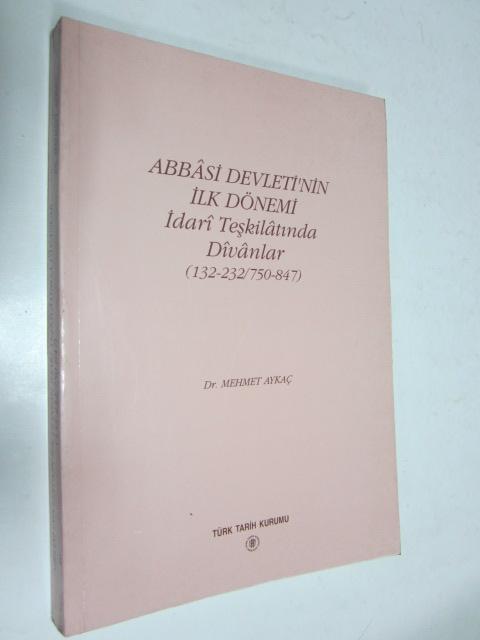 ABBÂSİ DEVLETİ'NİN
İLK DÖNEMİ
İdarî Teşkilâtında
Dîvânlar
(132-232/750-847)
Dr. MEHMET AYKAÇ
TÜRK TARİH KURUMU